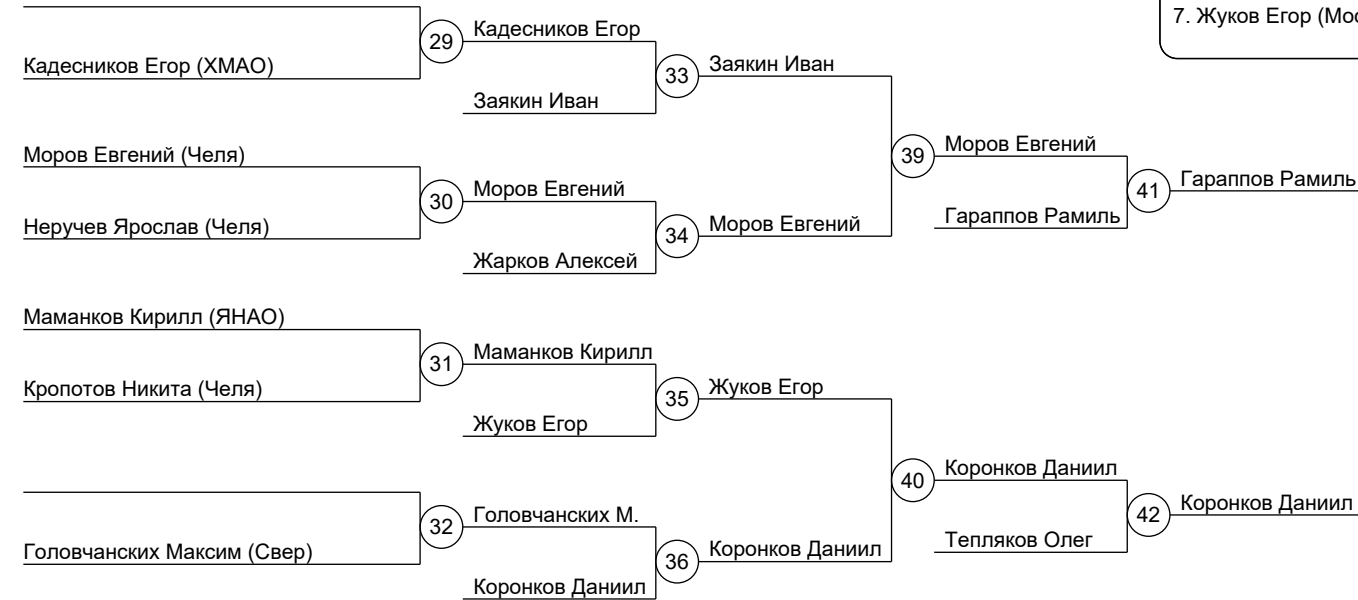 7. Жуков Егор (Мос
29
Кадесников Егор
Кадесников Егор (ХМАО)
33
Заякин Иван
Заякин Иван
39
Моров Евгений
Моров Евгений (Челя)
41
Гараппов Рамиль
30
Моров Евгений
Гараппов Рамиль
Неручев Ярослав (Челя)
34
Моров Евгений
Жарков Алексей
Маманков Кирилл (ЯНАО)
31
Маманков Кирилл
Кропотов Никита (Челя)
35
Жуков Егор
Жуков Егор
40
Коронков Даниил
42
Коронков Даниил
32
Головчанских М.
Тепляков Олег
Головчанских Максим (Свер)
36
Коронков Даниил
Коронков Даниил